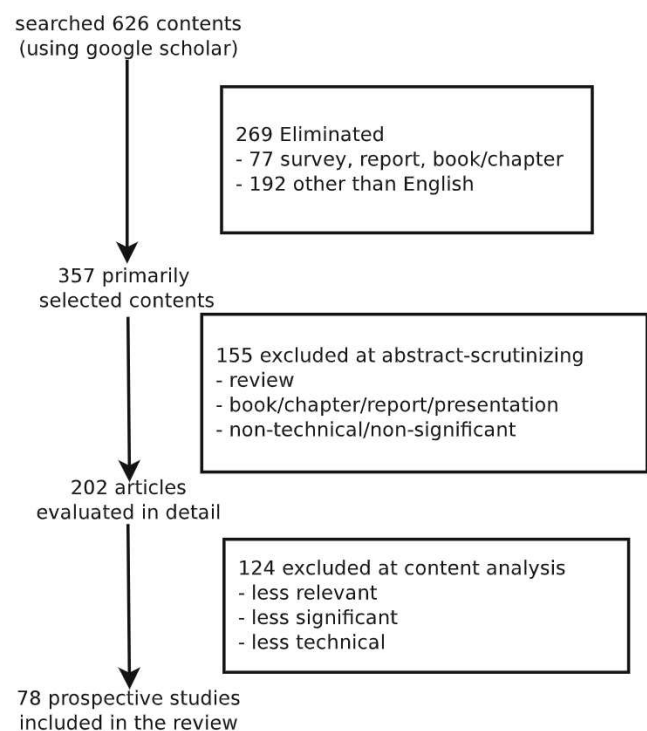 searched 626 contents
(using google scholar)
269 Eliminated
- 77 survey, report, book/chapter
- 192 other than English
357 primarily
selected contents
155 excluded at abstract-scrutinizing
- review
- book/chapter/report/presentation
- non-technical/non-significant
202 articles
evaluated in detail
124 excluded at content analysis
- less relevant
- less significant
- less technical
78 prospective studies
included in the review